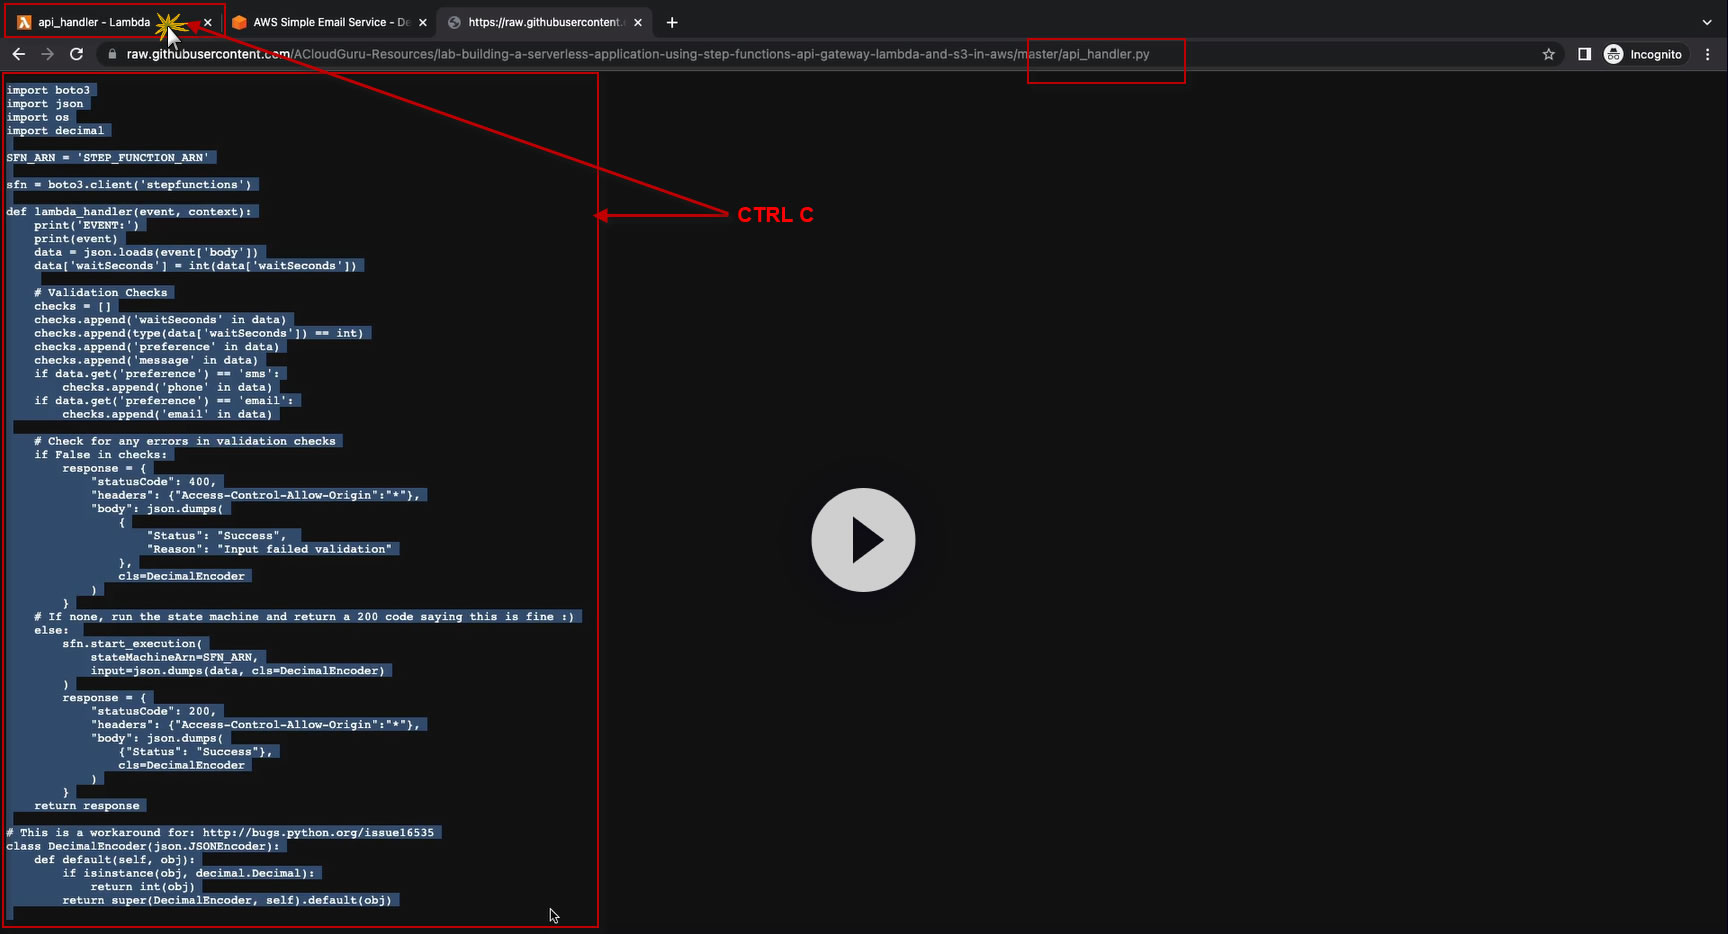 api_handler - Lambda
AWS Simple Email Service - De
https://raw.githubusercontent.
raw.githubusercontent.com/ACloudGuru-Resources/lab-building-a-serverless-application-using-step-functions-api-gateway-lambda-and-s3-in-aws/master/api_handler.py
Incognito
import boto3
import json
import os
import decimal
SFN_ARN = 'STEP_FUNCTION_ARN'
sfn = boto3.client('stepfunctions')
def lambda_handler(event, context):
    print('EVENT:')
    print(event)
    data = json.loads(event['body'])
    data['waitSeconds'] = int(data['waitSeconds'])
    # Validation Checks
    checks = []
    checks.append('waitSeconds' in data)
    checks.append(type(data['waitSeconds']) == int)
    checks.append('preference' in data)
    checks.append('message' in data)
    if data.get('preference') == 'sms':
        checks.append('phone' in data)
    if data.get('preference') == 'email':
        checks.append('email' in data)
    # Check for any errors in validation checks
    if False in checks:
        response = {
            "statusCode": 400,
            "headers": {"Access-Control-Allow-Origin":"*"},
            "body": json.dumps(
                {
                    "Status": "Success",
                    "Reason": "Input failed validation"
                },
                cls=DecimalEncoder
            )
        }
    # If none, run the state machine and return a 200 code saying this is fine :)
    else:
        sfn.start_execution(
            stateMachineArn=SFN_ARN,
            input=json.dumps(data, cls=DecimalEncoder)
        )
        response = {
            "statusCode": 200,
            "headers": {"Access-Control-Allow-Origin":"*"},
            "body": json.dumps(
                {"Status": "Success"},
                cls=DecimalEncoder
            )
        }
    return response
# This is a workaround for: http://bugs.python.org/issue16535
class DecimalEncoder(json.JSONEncoder):
    def default(self, obj):
        if isinstance(obj, decimal.Decimal):
            return int(obj)
        return super(DecimalEncoder, self).default(obj)
CTRL C